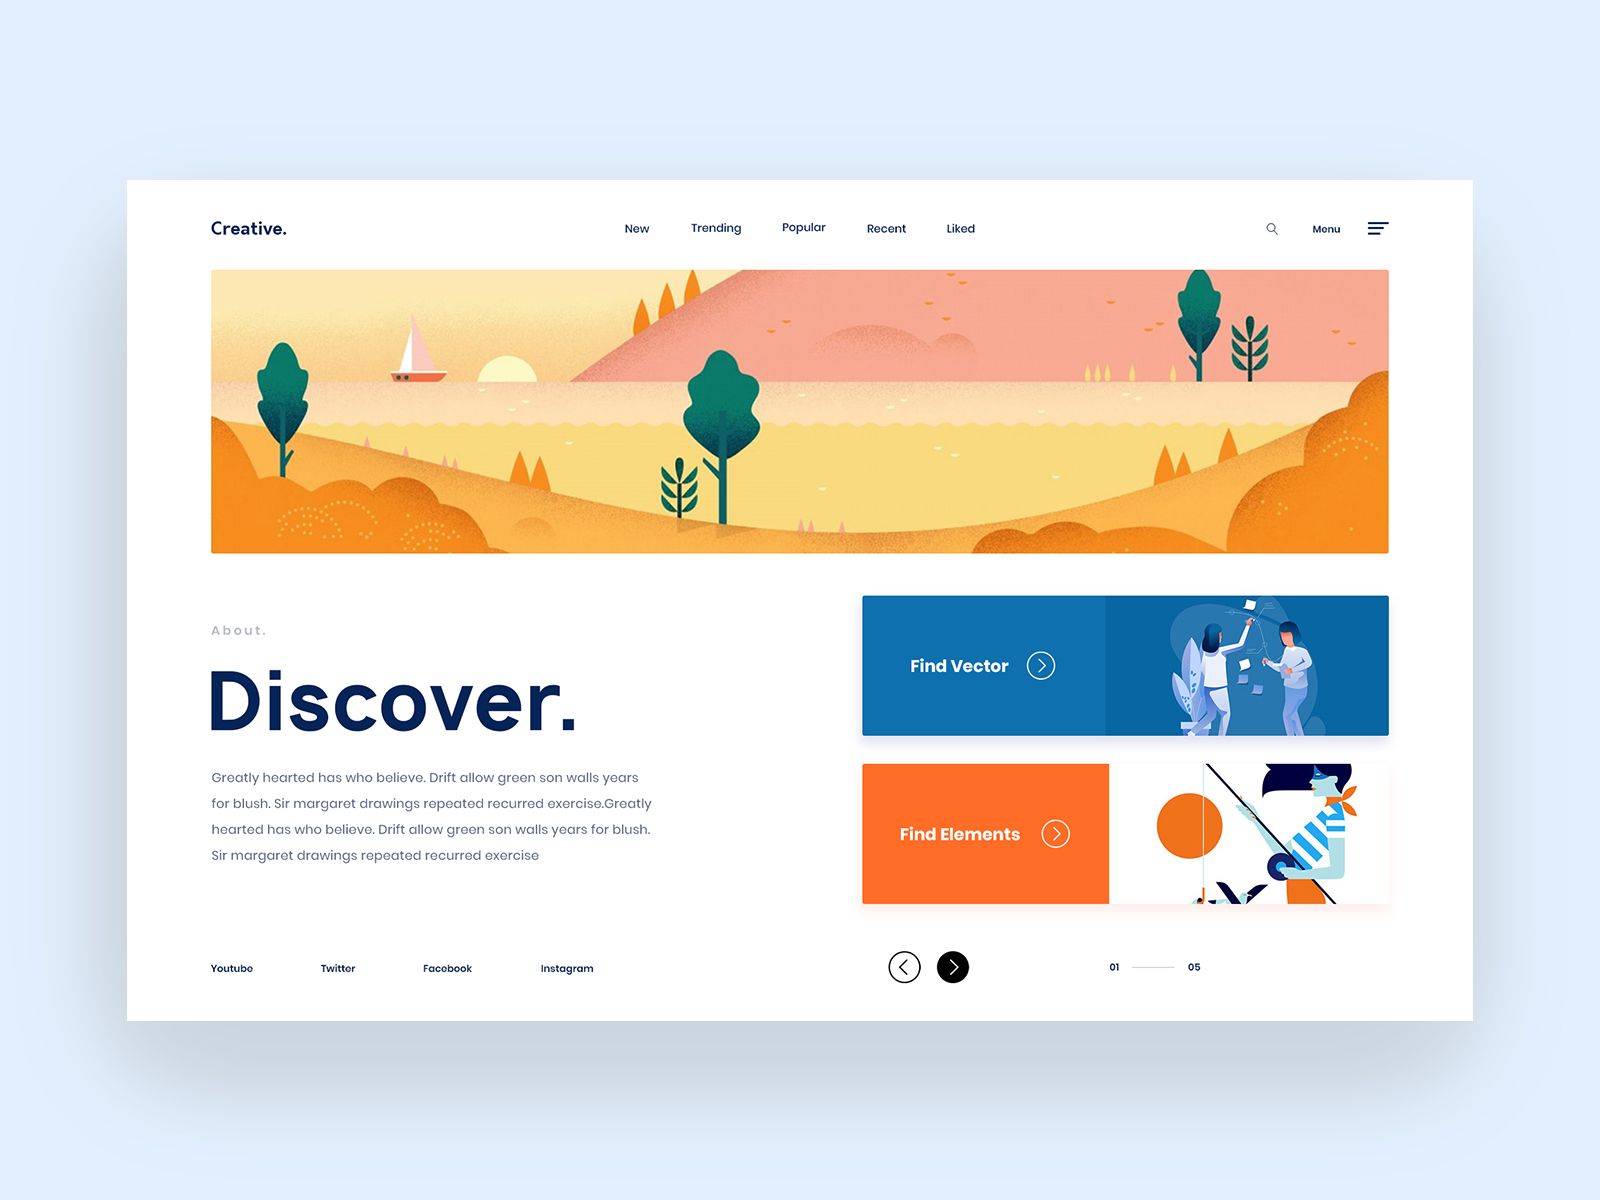 Creative.
New Trending Popular Recent Liked
Menu
About.
Discover.
Greatly hearted has who believe. Drift allow green son walls years
for blush. Sir margaret drawings repeated recurred exercise.Greatly
hearted has who believe. Drift allow green son walls years for blush.
Sir margaret drawings repeated recurred exercise
Find Vector
Find Elements
Youtube Twitter Facebook Instagram
01 05